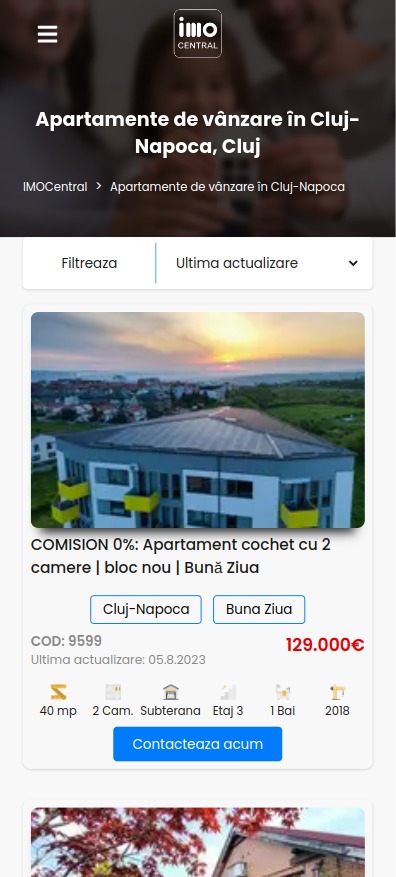 imo
CENTRAL
Apartamente de vânzare în Cluj-
Napoca, Cluj
IMOCentral > Apartamente de vânzare în Cluj-Napoca
Filtreaza
Ultima actualizare
COMISION 0%: Apartament cochet cu 2
camere | bloc nou | Bună Ziua
Cluj-Napoca
Buna Ziua
COD: 9599
129.000€
Ultima actualizare: 05.8.2023
40 mp
2 Cam.
Subterana
Etaj 3
1 Bai
2018
Contacteaza acum